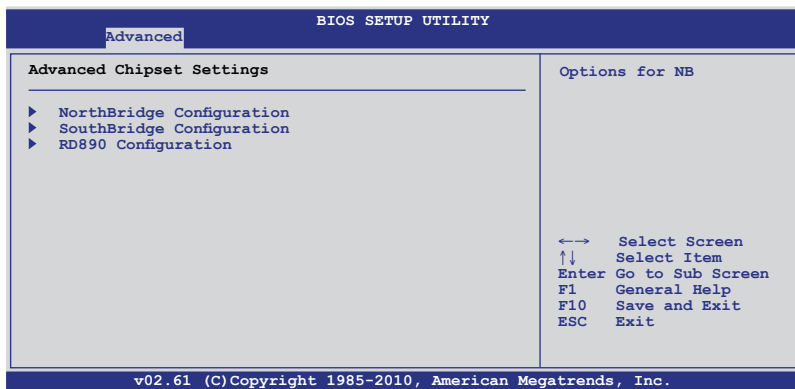 BIOS SETUP UTILITY
Advanced
Advanced Chipset Settings
NorthBridge Configuration
SouthBridge Configuration
RD890 Configuration
Options for NB
←→ Select Screen
↑↓ Select Item
Enter Go to Sub Screen
F1 General Help
F10 Save and Exit
ESC Exit
v02.61 (C)Copyright 1985-2010, American Megatrends, Inc.